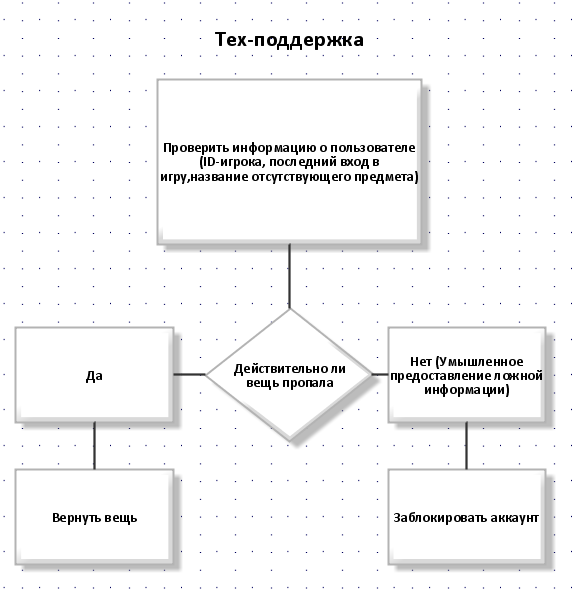 Тех-поддержка
Проверить информацию о пользователе
(ID-игрока, последний вход в
игру,название отсутствующего предмета)
Действительно ли
вещь пропала
Да
Нет (Умышленное
предоставление ложной
информации)
Вернуть вещь
Заблокировать аккаунт